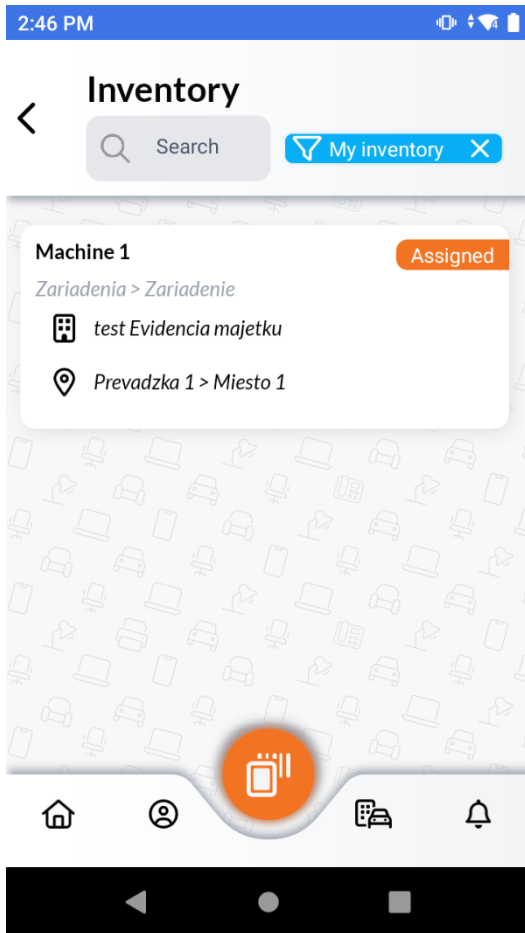 2:46 PM
Inventory
Search
My inventory
Machine 1
Assigned
Zariadenia > Zariadenie
test Evidencia majetku
Prevadzka 1 > Miesto 1